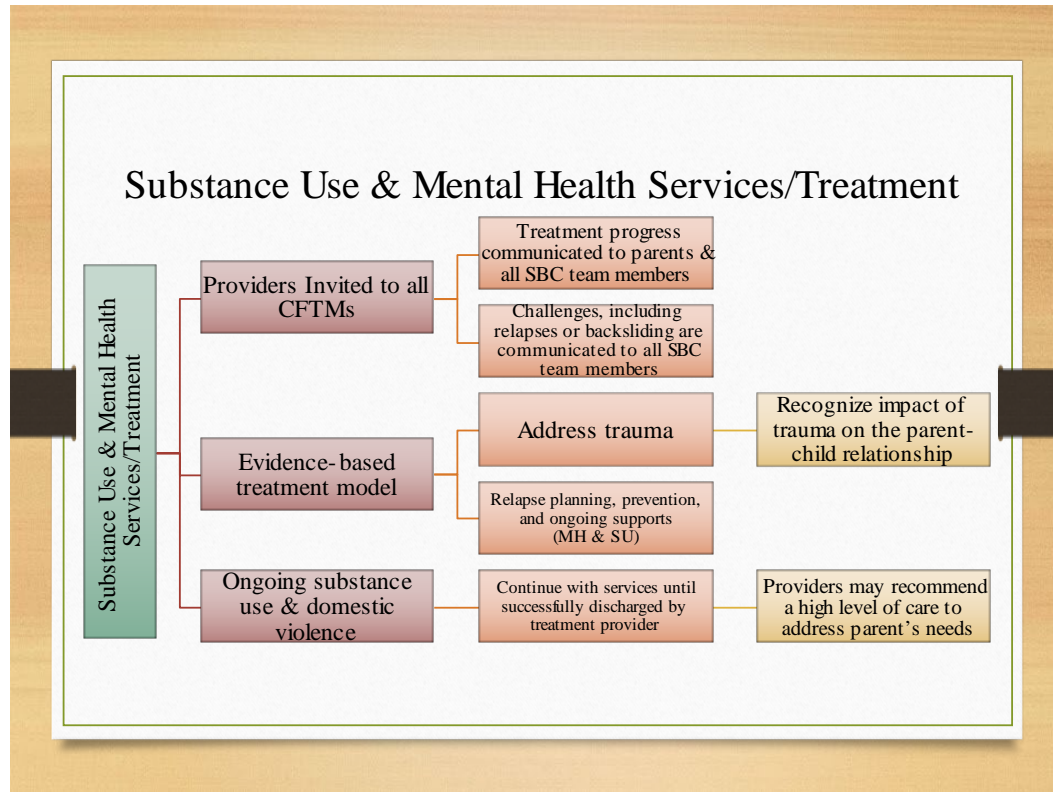 Substance Use & Mental Health Services/Treatment
Substance Use & Mental Health
Services/Treatment
Providers Invited to all
CFTMs
Treatment progress
communicated to parents &
all SBC team members
Challenges, including
relapses or backsliding are
communicated to all SBC
team members
Evidence-based
treatment model
Address trauma
Recognize impact of
trauma on the parent-
child relationship
Relapse planning, prevention,
and ongoing supports
(MH & SU)
Ongoing substance
use & domestic
violence
Continue with services until
successfully discharged by
treatment provider
Providers may recommend
a high level of care to
address parent’s needs